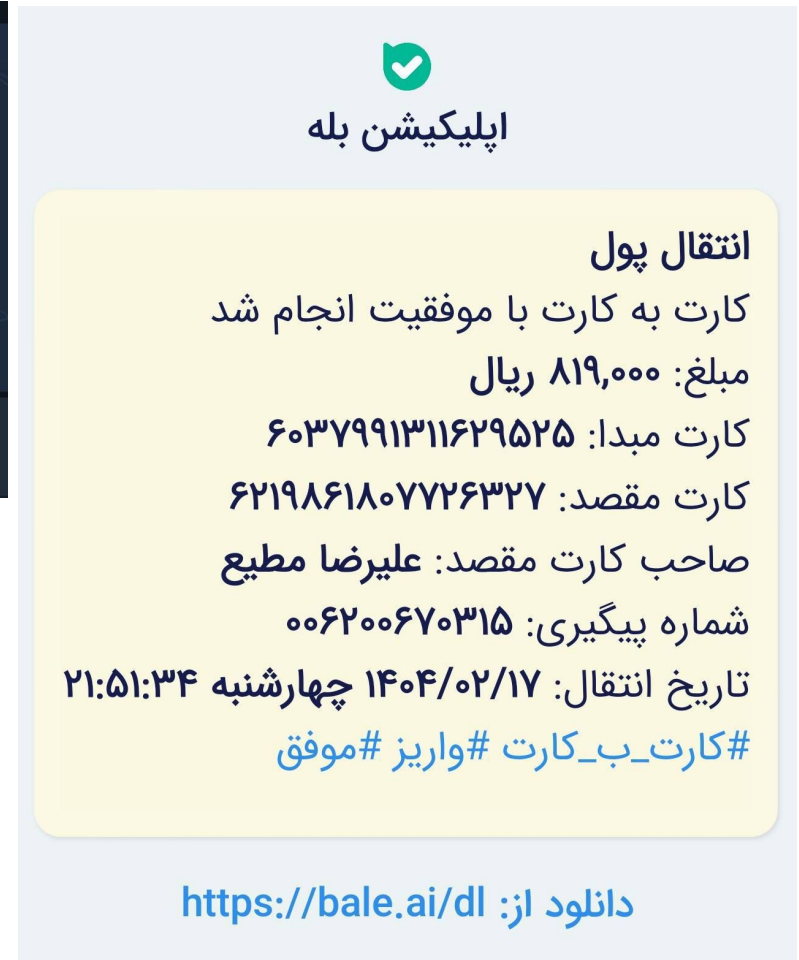 اپلیکیشن بله
انتقال پول
کارت به کارت با موفقیت انجام شد
مبلغ: ۸۱۹,۰۰۰ ریال
کارت مبدا: ۶۰۳۷۹۹۱۳۱۱۶۲۹۵۲۵
کارت مقصد: ۶۲۱۹۸۶۱۸۰۷۷۲۶۳۲۷
صاحب کارت مقصد: علیرضا مطیع
شماره پیگیری: ۰۰۶۲۰۰۶۷۰۳۱۵
تاریخ انتقال: ۱۴۰۴/۰۲/۱۷ چهارشنبه ۲۱:۵۱:۳۴
#کارت_ب_کارت #واریز #موفق
دانلود از: https://bale.ai/dl